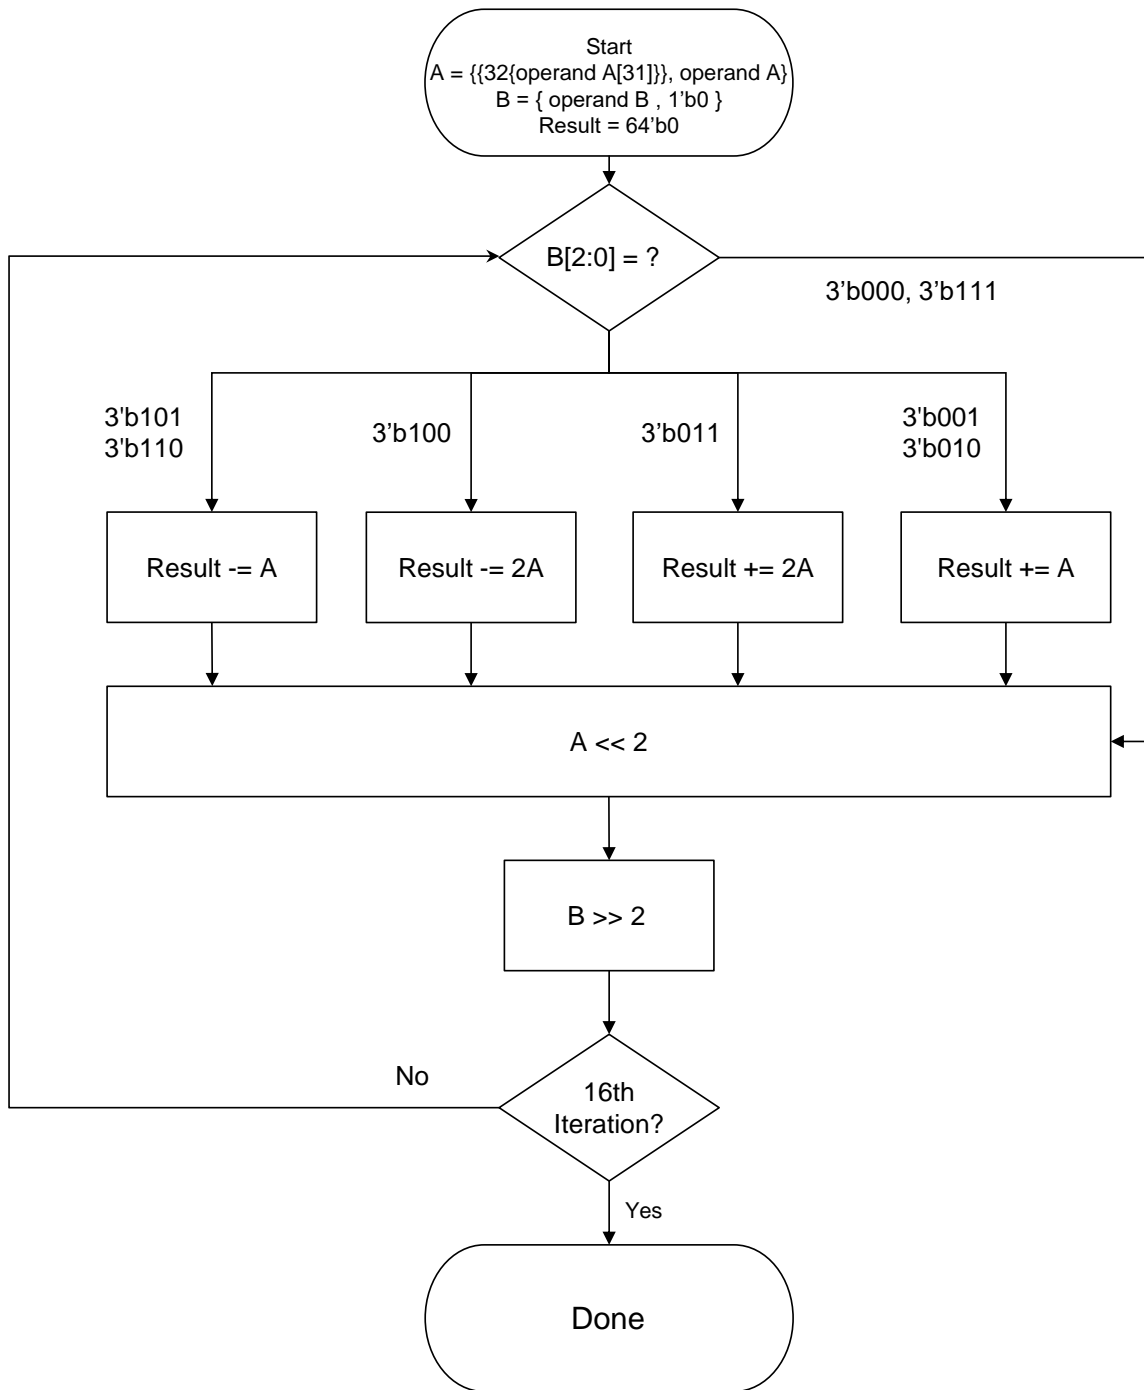 Start
A = {{32{operand A[31]}}, operand A}
B = { operand B , 1’b0 }
Result = 64’b0
B[2:0] = ?
3’b000, 3’b111
3'b101
3'b110
3’b100
3’b011
3'b001
3'b010
Result -= A
Result -= 2A
Result += 2A
Result += A
A << 2
B >> 2
No
16th
Iteration?
Yes
Done